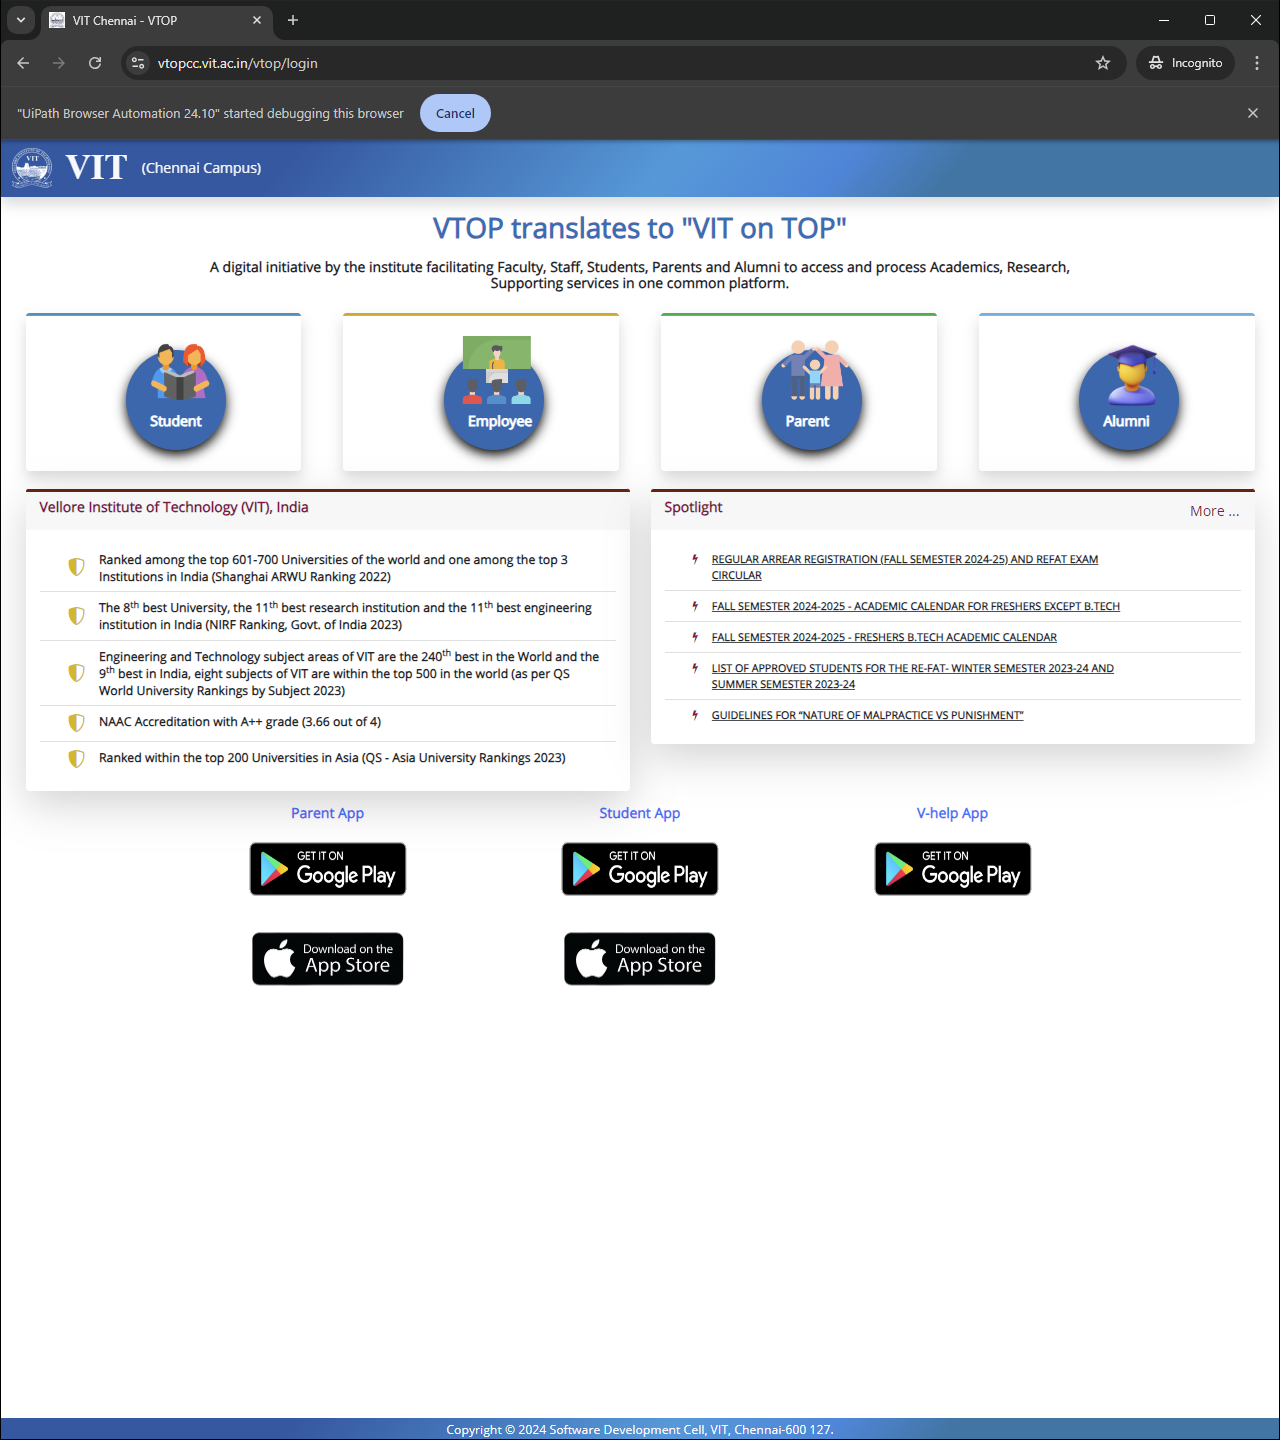 VIT Chennai - VTOP
vtopcc.vit.ac.in/vtop/login
Incognito
"UiPath Browser Automation 24.10" started debugging this browser
Cancel
VIT
VIT (Chennai Campus)
VTOP translates to "VIT on TOP"
A digital initiative by the institute facilitating Faculty, Staff, Students, Parents and Alumni to access and process Academics, Research,
Supporting services in one common platform.
Student
Employee
Parent
Alumni
Vellore Institute of Technology (VIT), India
Ranked among the top 601-700 Universities of the world and one among the top 3
Institutions in India (Shanghai ARWU Ranking 2022)
The 8th best University, the 11th best research institution and the 11th best engineering
institution in India (NIRF Ranking, Govt. of India 2023)
Engineering and Technology subject areas of VIT are the 240th best in the World and the
9th best in India, eight subjects of VIT are within the top 500 in the world (as per QS
World University Rankings by Subject 2023)
NAAC Accreditation with A++ grade (3.66 out of 4)
Ranked within the top 200 Universities in Asia (QS - Asia University Rankings 2023)
Spotlight
More ...
REGULAR ARREAR REGISTRATION (FALL SEMESTER 2024-25) AND REFAT EXAM
CIRCULAR
FALL SEMESTER 2024-2025 - ACADEMIC CALENDAR FOR FRESHERS EXCEPT B.TECH
FALL SEMESTER 2024-2025 - FRESHERS B.TECH ACADEMIC CALENDAR
LIST OF APPROVED STUDENTS FOR THE RE-FAT- WINTER SEMESTER 2023-24 AND
SUMMER SEMESTER 2023-24
GUIDELINES FOR “NATURE OF MALPRACTICE VS PUNISHMENT”
Parent App
GET IT ON
Google Play
Download on the
App Store
Student App
GET IT ON
Google Play
Download on the
App Store
V-help App
GET IT ON
Google Play
Copyright © 2024 Software Development Cell, VIT, Chennai-600 127.